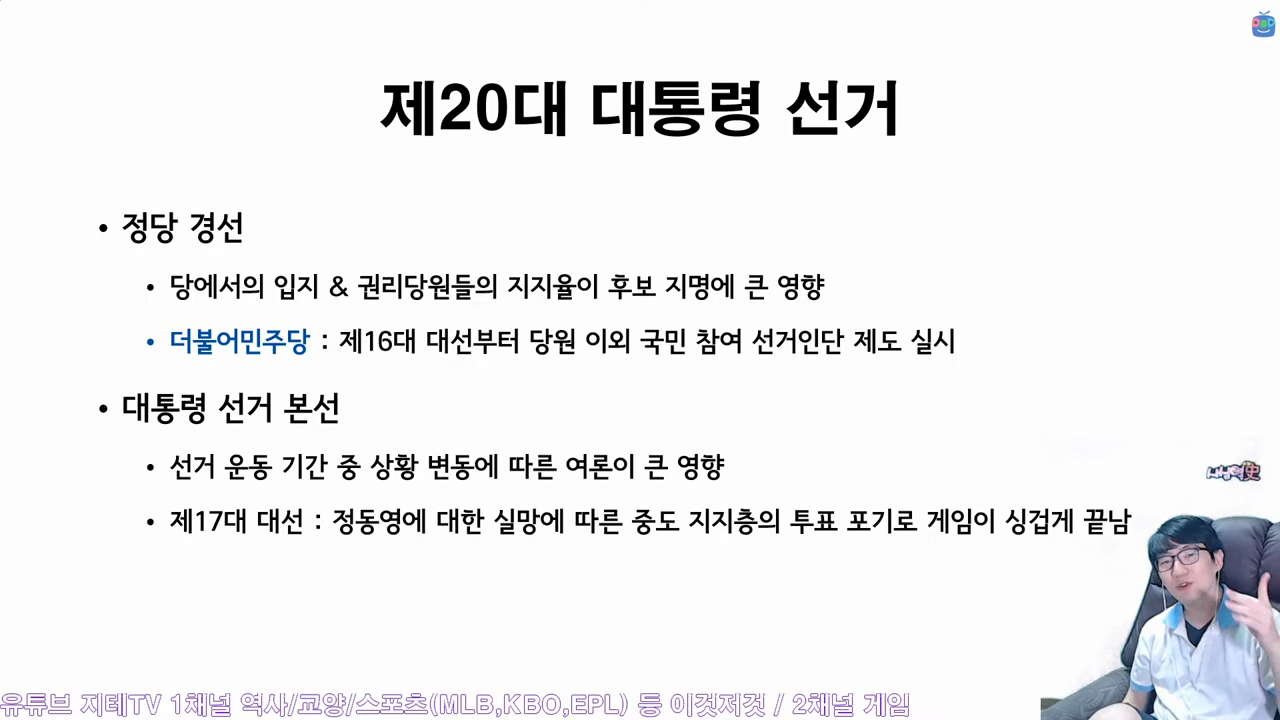 제20대 대통령 선거
• 정당 경선
• 당에서의 입지 & 권리당원들의 지지율이 후보 지명에 큰 영향
• 더불어민주당 : 제16대 대선부터 당원 이외 국민 참여 선거인단 제도 실시
• 대통령 선거 본선
• 선거 운동 기간 중 상황 변동에 따른 여론이 큰 영향
• 제17대 대선 : 정동영에 대한 실망에 따른 중도 지지층의 투표 포기로 게임이 싱겁게 끝남
유튜브 지테TV 1채널 역사/교양/스포츠(MLB,KBO,EPL) 등 이것저것 / 2채널 게임